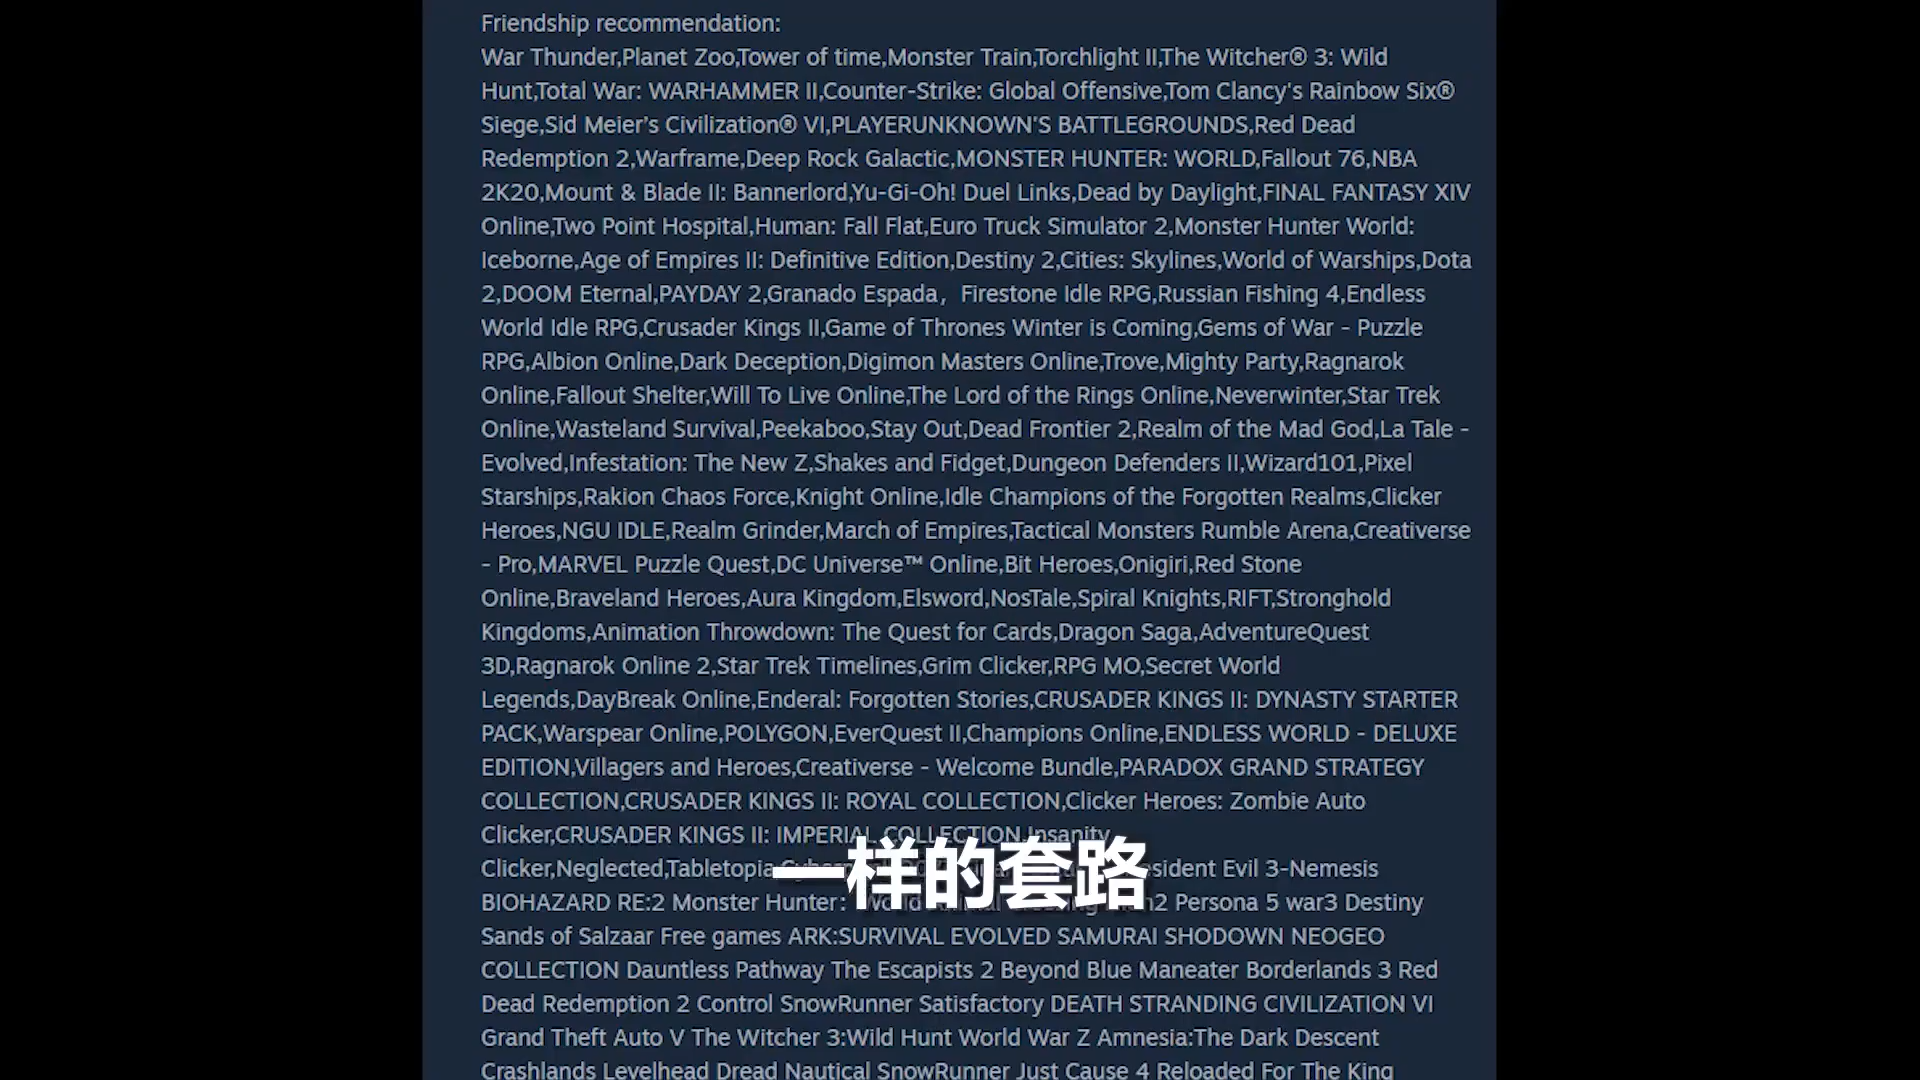 Friendship recommendation:
War Thunder,Planet Zoo,Tower of time,Monster Train,Torchlight II,The Witcher® 3: Wild
Hunt,Total War: WARHAMMER II,Counter-Strike: Global Offensive,Tom Clancy's Rainbow Six®
Siege,Sid Meier's Civilization® VI,PLAYERUNKNOWN'S BATTLEGROUNDS,Red Dead
Redemption 2,Warframe,Deep Rock Galactic,MONSTER HUNTER: WORLD,Fallout 76,NBA
2K20,Mount & Blade II: Bannerlord,Yu-Gi-Oh! Duel Links,Dead by Daylight,FINAL FANTASY XIV
Online,Two Point Hospital,Human: Fall Flat,Euro Truck Simulator 2,Monster Hunter World:
Iceborne,Age of Empires II: Definitive Edition,Destiny 2,Cities: Skylines,World of Warships,Dota
2,DOOM Eternal,PAYDAY 2,Granado Espada，Firestone Idle RPG,Russian Fishing 4,Endless
World Idle RPG,Crusader Kings II,Game of Thrones Winter is Coming,Gems of War - Puzzle
RPG,Albion Online,Dark Deception,Digimon Masters Online,Trove,Mighty Party,Ragnarok
Online,Fallout Shelter,Will To Live Online,The Lord of the Rings Online,Neverwinter,Star Trek
Online,Wasteland Survival,Peekaboo,Stay Out,Dead Frontier 2,Realm of the Mad God,La Tale -
Evolved,Infestation: The New Z,Shakes and Fidget,Dungeon Defenders II,Wizard101,Pixel
Starships,Rakion Chaos Force,Knight Online,Idle Champions of the Forgotten Realms,Clicker
Heroes,NGU IDLE,Realm Grinder,March of Empires,Tactical Monsters Rumble Arena,Creativerse
- Pro,MARVEL Puzzle Quest,DC Universe™ Online,Bit Heroes,Onigiri,Red Stone
Online,Braveland Heroes,Aura Kingdom,Elsword,NosTale,Spiral Knights,RIFT,Stronghold
Kingdoms,Animation Throwdown: The Quest for Cards,Dragon Saga,AdventureQuest
3D,Ragnarok Online 2,Star Trek Timelines,Grim Clicker,RPG MO,Secret World
Legends,DayBreak Online,Enderal: Forgotten Stories,CRUSADER KINGS II: DYNASTY STARTER
PACK,Warspear Online,POLYGON,EverQuest II,Champions Online,ENDLESS WORLD - DELUXE
EDITION,Villagers and Heroes,Creativerse - Welcome Bundle,PARADOX GRAND STRATEGY
COLLECTION,CRUSADER KINGS II: ROYAL COLLECTION,Clicker Heroes: Zombie Auto
Clicker,CRUSADER KINGS II: IMPERIAL COLLECTION,Insanity
Clicker,Neglected,Tabletopia Evil 3-Nemesis
BIOHAZARD RE:2 Monster Hunter： World Persona 5 war3 Destiny
Sands of Salzaar Free games ARK:SURVIVAL EVOLVED SAMURAI SHODOWN NEOGEO
COLLECTION Dauntless Pathway The Escapists 2 Beyond Blue Maneater Borderlands 3 Red
Dead Redemption 2 Control SnowRunner Satisfactory DEATH STRANDING CIVILIZATION VI
Grand Theft Auto V The Witcher 3:Wild Hunt World War Z Amnesia:The Dark Descent
Crashlands Levelhead Dread Nautical SnowRunner Just Cause 4 Reloaded For The King
一样的套路